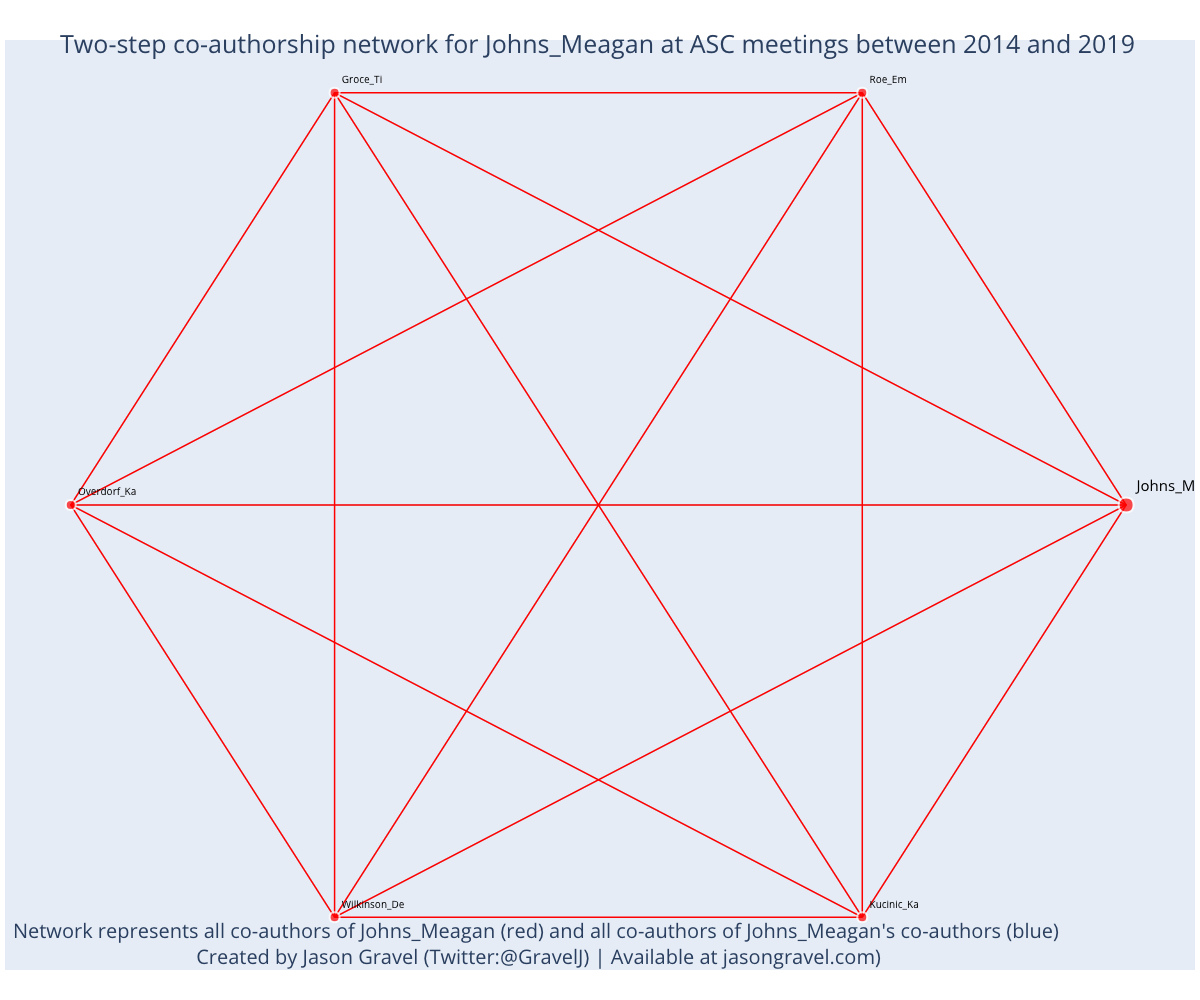 Two-step co-authorship network for Johns_Meagan at ASC meetings between 2014 and 2019
Groce_Ti
Roe_Em
Overdorf_Ka
Johns_M
Wilkinson_De
Kucinic_Ka
Network represents all co-authors of Johns_Meagan (red) and all co-authors of Johns_Meagan's co-authors (blue)
Created by Jason Gravel (Twitter:@GravelJ) | Available at jasongravel.com)